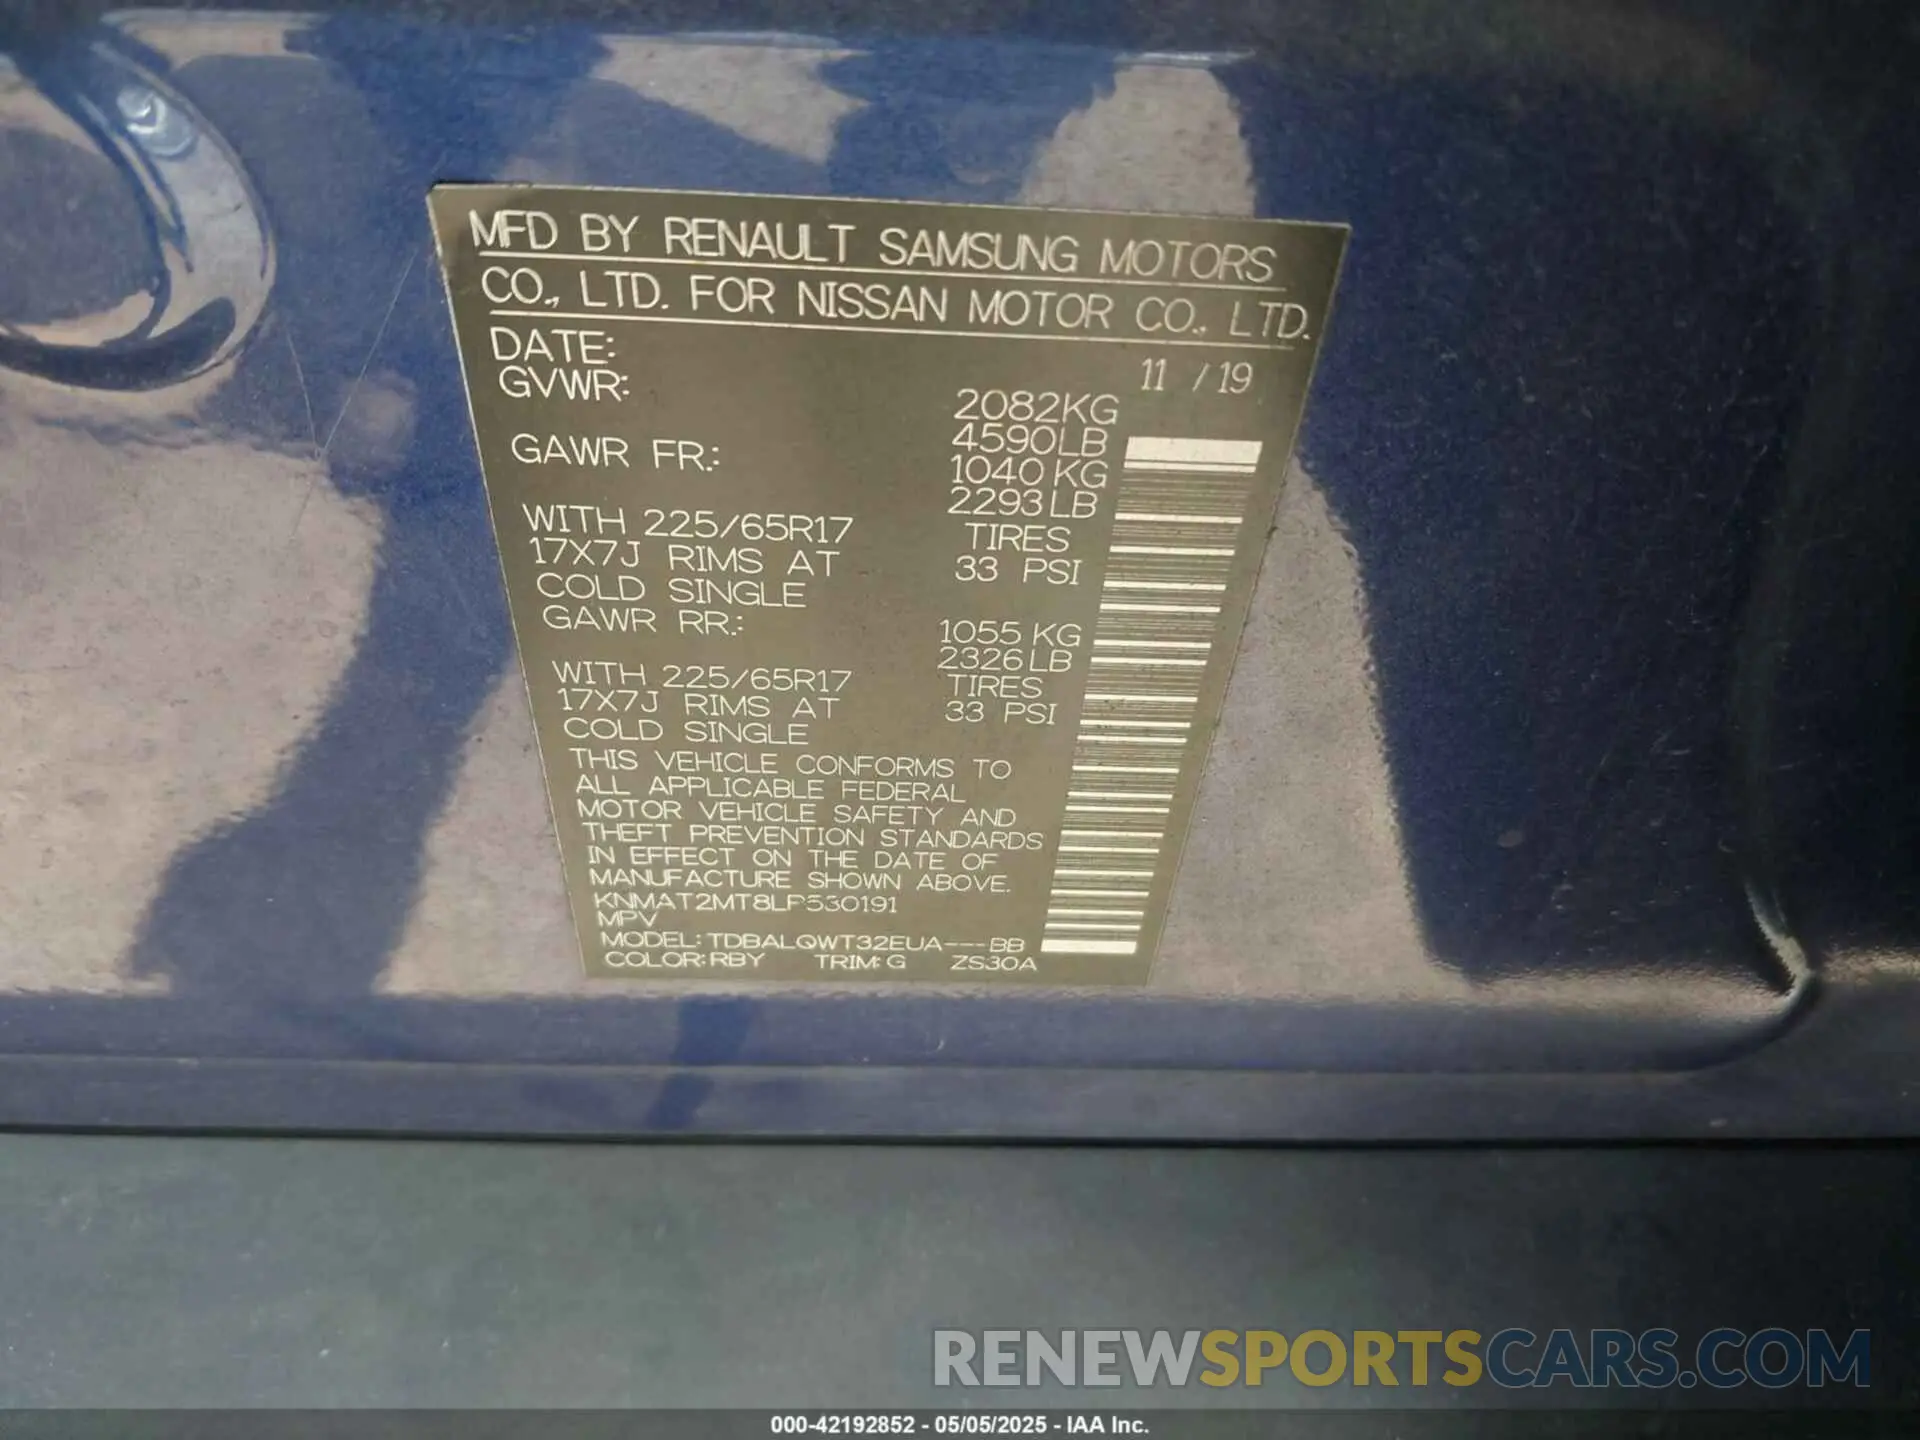 MFD BY RENAULT SAMSUNG MOTORS
CO., LTD. FOR NISSAN MOTOR CO., LTD.
DATE: 11 / 19
GVWR: 2082KG
4590LB
GAWR FR.: 1040 KG
2293 LB
WITH 225/65R17 TIRES
17X7J RIMS AT 33 PSI
COLD SINGLE
GAWR RR.: 1055 KG
2326 LB
WITH 225/65R17 TIRES
17X7J RIMS AT 33 PSI
COLD SINGLE
THIS VEHICLE CONFORMS TO
ALL APPLICABLE FEDERAL
MOTOR VEHICLE SAFETY AND
THEFT PREVENTION STANDARDS
IN EFFECT ON THE DATE OF
MANUFACTURE SHOWN ABOVE.
KNMAT2MT8LP530191
MPV
MODEL: TDBALQWT32EUA---BB
COLOR: RBY TRIM: G ZS30A
RENEWSPORTSCARS.COM
000-42192852 - 05/05/2025 - IAA Inc.